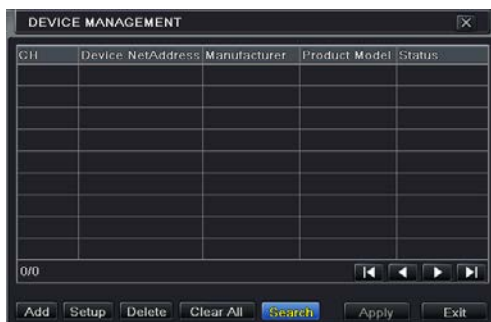 DEVICE MANAGEMENT
CH Device NetAddress Manufacturer Product Model Status
0/0
Add Setup Delete Clear All Search Apply Exit